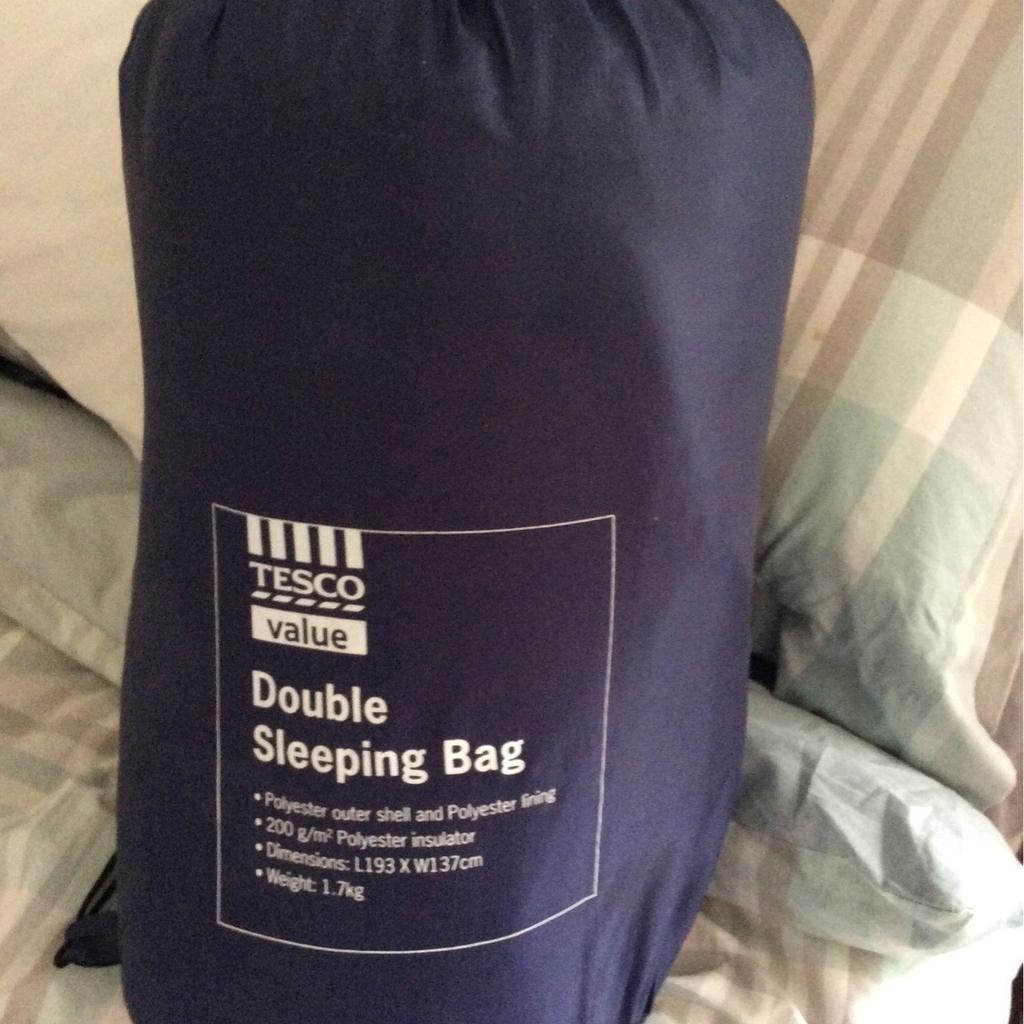 TESCO
value
Double
Sleeping Bag
• Polyester outer shell and Polyester lining
• 200 g/m² Polyester insulator
• Dimensions: L193 X W137cm
• Weight: 1.7kg